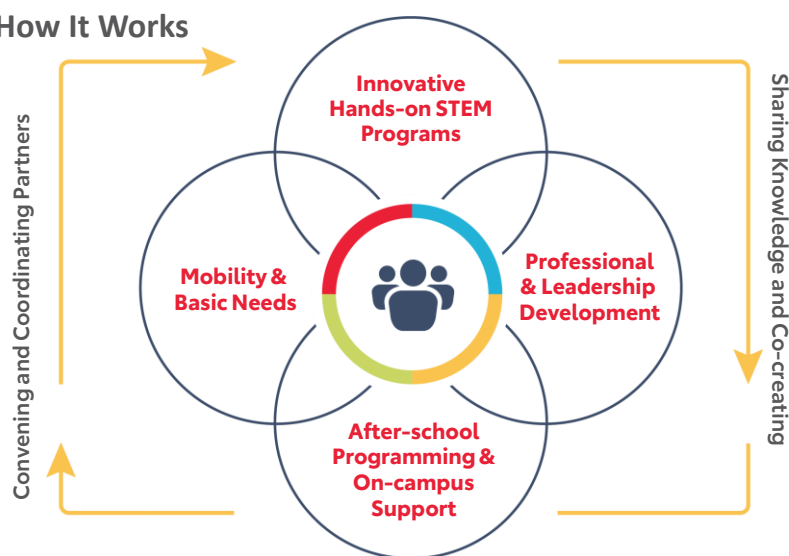 How It Works
Innovative
Hands-on STEM
Programs
Convening and Coordinating Partners
Sharing Knowledge and Co-creating
Mobility &
Basic Needs
Professional
& Leadership
Development
After-school
Programming &
On-campus
Support